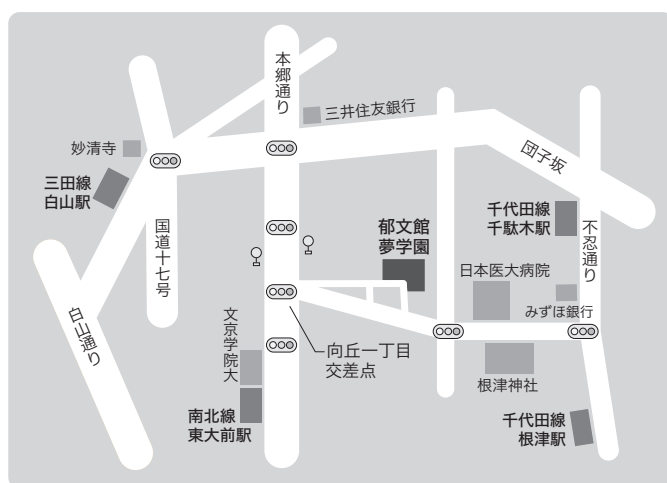 本郷通り
三井住友銀行
妙清寺
団子坂
三田線
白山駅
国道十七号
千代田線
千駄木駅
不忍通り
郁文館
夢学園
日本医大病院
みずほ銀行
白山通り
文京学院大
向丘一丁目
交差点
根津神社
南北線
東大前駅
千代田線
根津駅